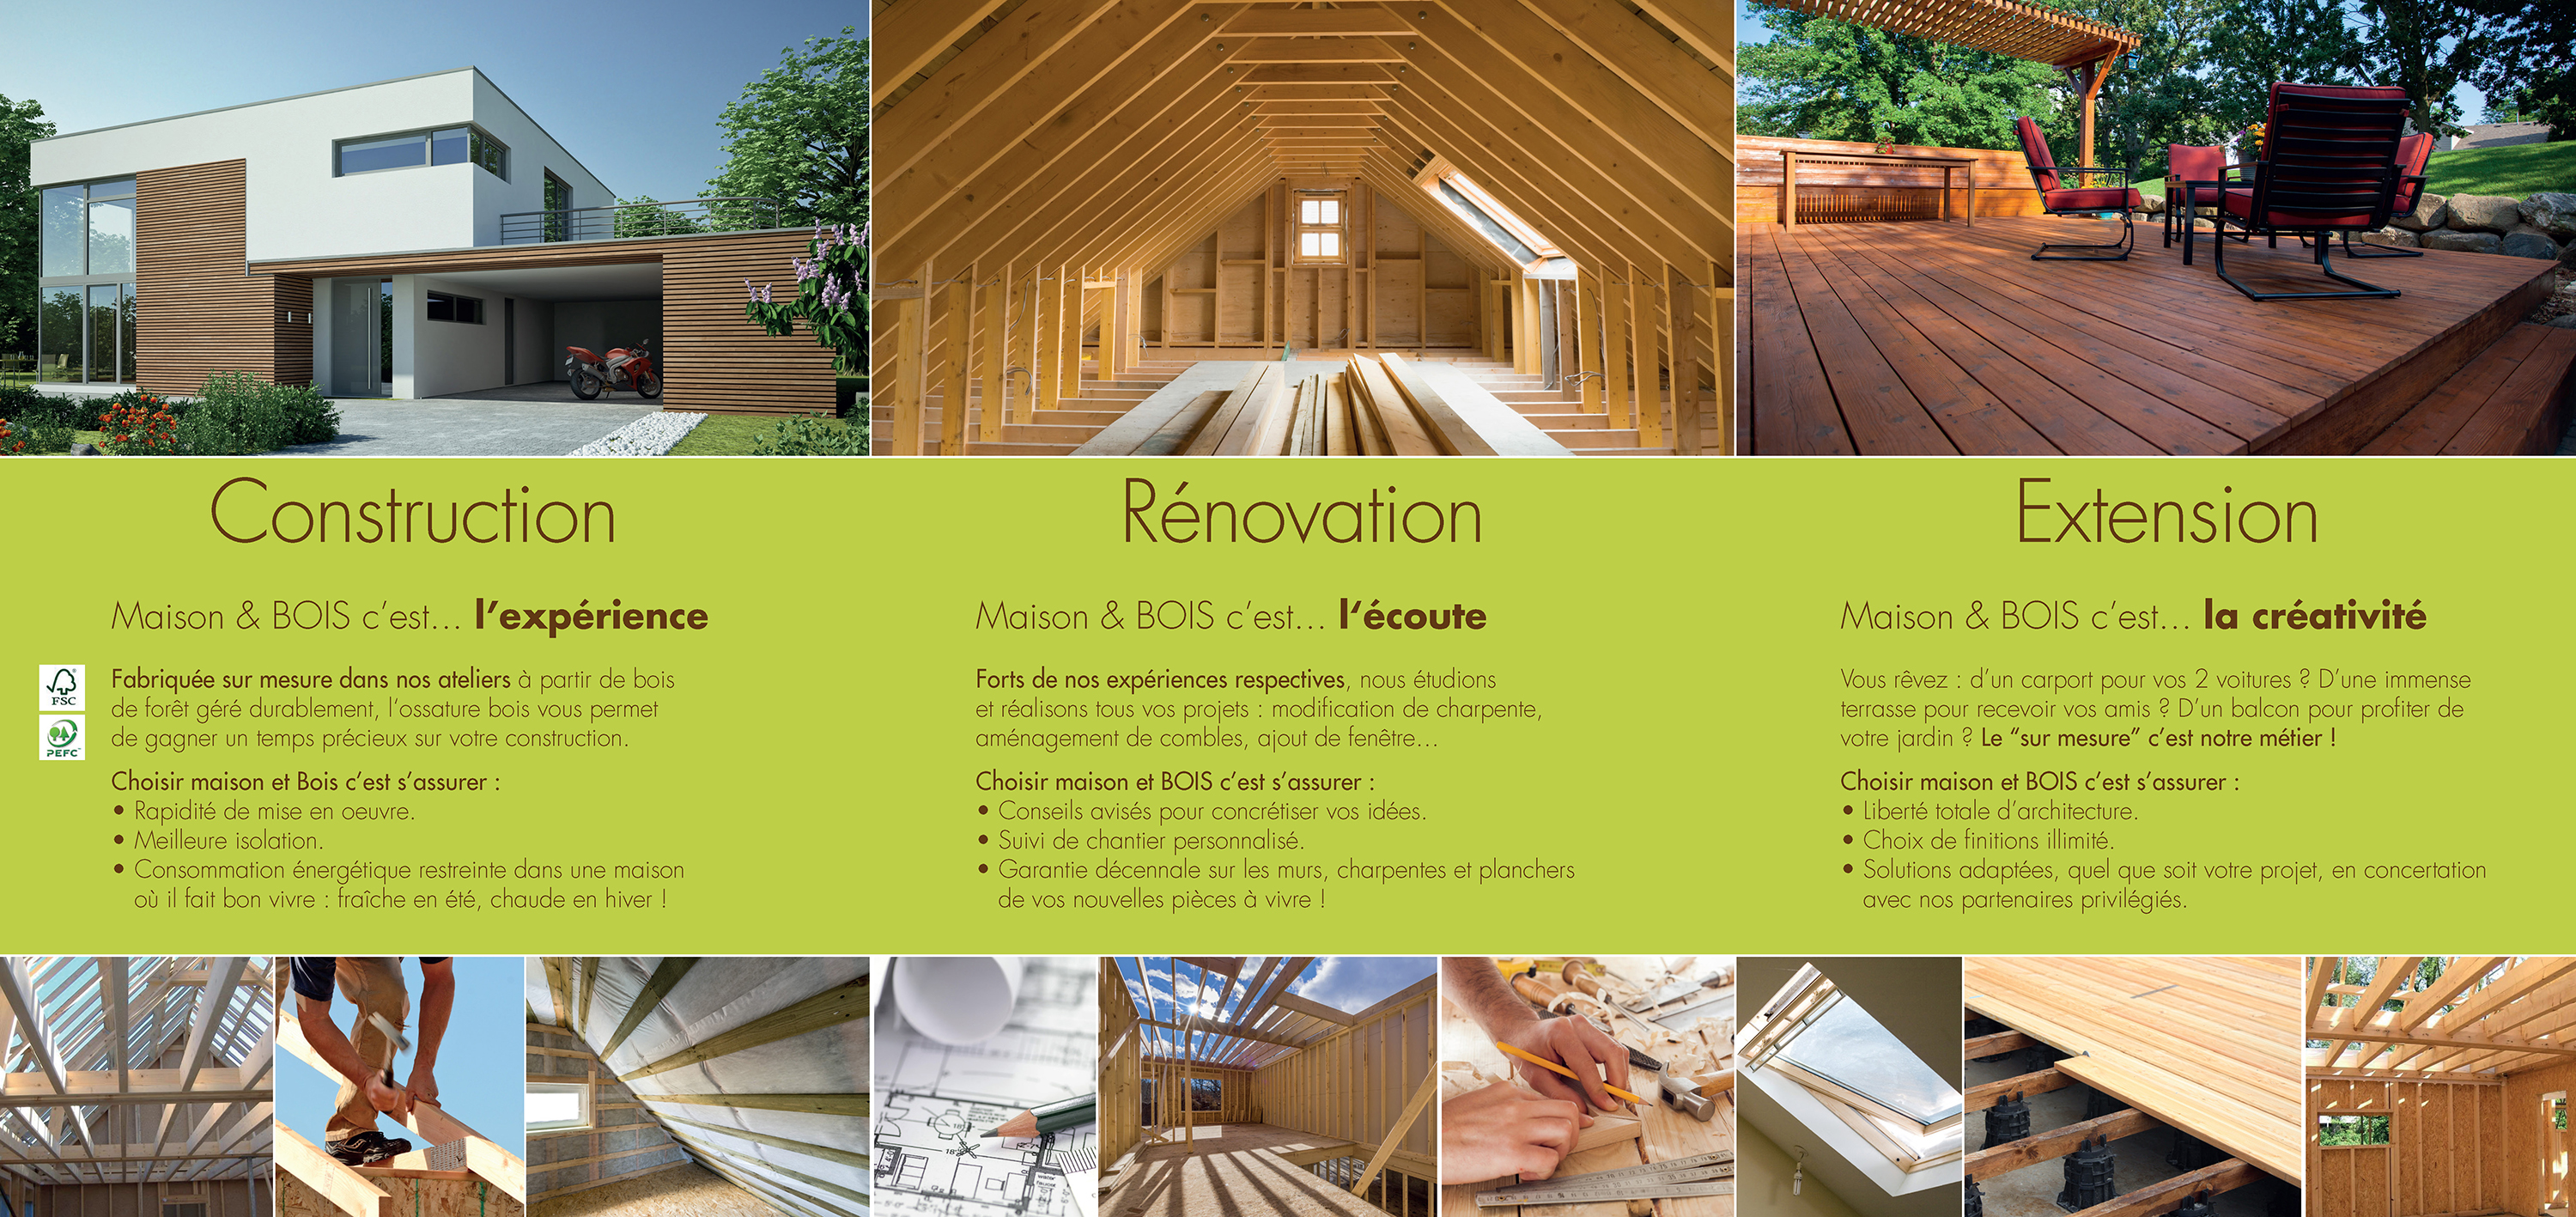 Construction
Maison & BOIS c’est… l’expérience
FSC
PEFC
Fabriquée sur mesure dans nos ateliers à partir de bois
de forêt géré durablement, l’ossature bois vous permet
de gagner un temps précieux sur votre construction.
Choisir maison et Bois c’est s’assurer :
• Rapidité de mise en oeuvre.
• Meilleure isolation.
• Consommation énergétique restreinte dans une maison
où il fait bon vivre : fraîche en été, chaude en hiver !
Rénovation
Maison & BOIS c’est… l‘écoute
Forts de nos expériences respectives, nous étudions
et réalisons tous vos projets : modification de charpente,
aménagement de combles, ajout de fenêtre…
Choisir maison et BOIS c’est s’assurer :
• Conseils avisés pour concrétiser vos idées.
• Suivi de chantier personnalisé.
• Garantie décennale sur les murs, charpentes et planchers
de vos nouvelles pièces à vivre !
Extension
Maison & BOIS c’est… la créativité
Vous rêvez : d’un carport pour vos 2 voitures ? D’une immense
terrasse pour recevoir vos amis ? D’un balcon pour profiter de
votre jardin ? Le “sur mesure” c’est notre métier !
Choisir maison et BOIS c’est s’assurer :
• Liberté totale d’architecture.
• Choix de finitions illimité.
• Solutions adaptées, quel que soit votre projet, en concertation
avec nos partenaires privilégiés.